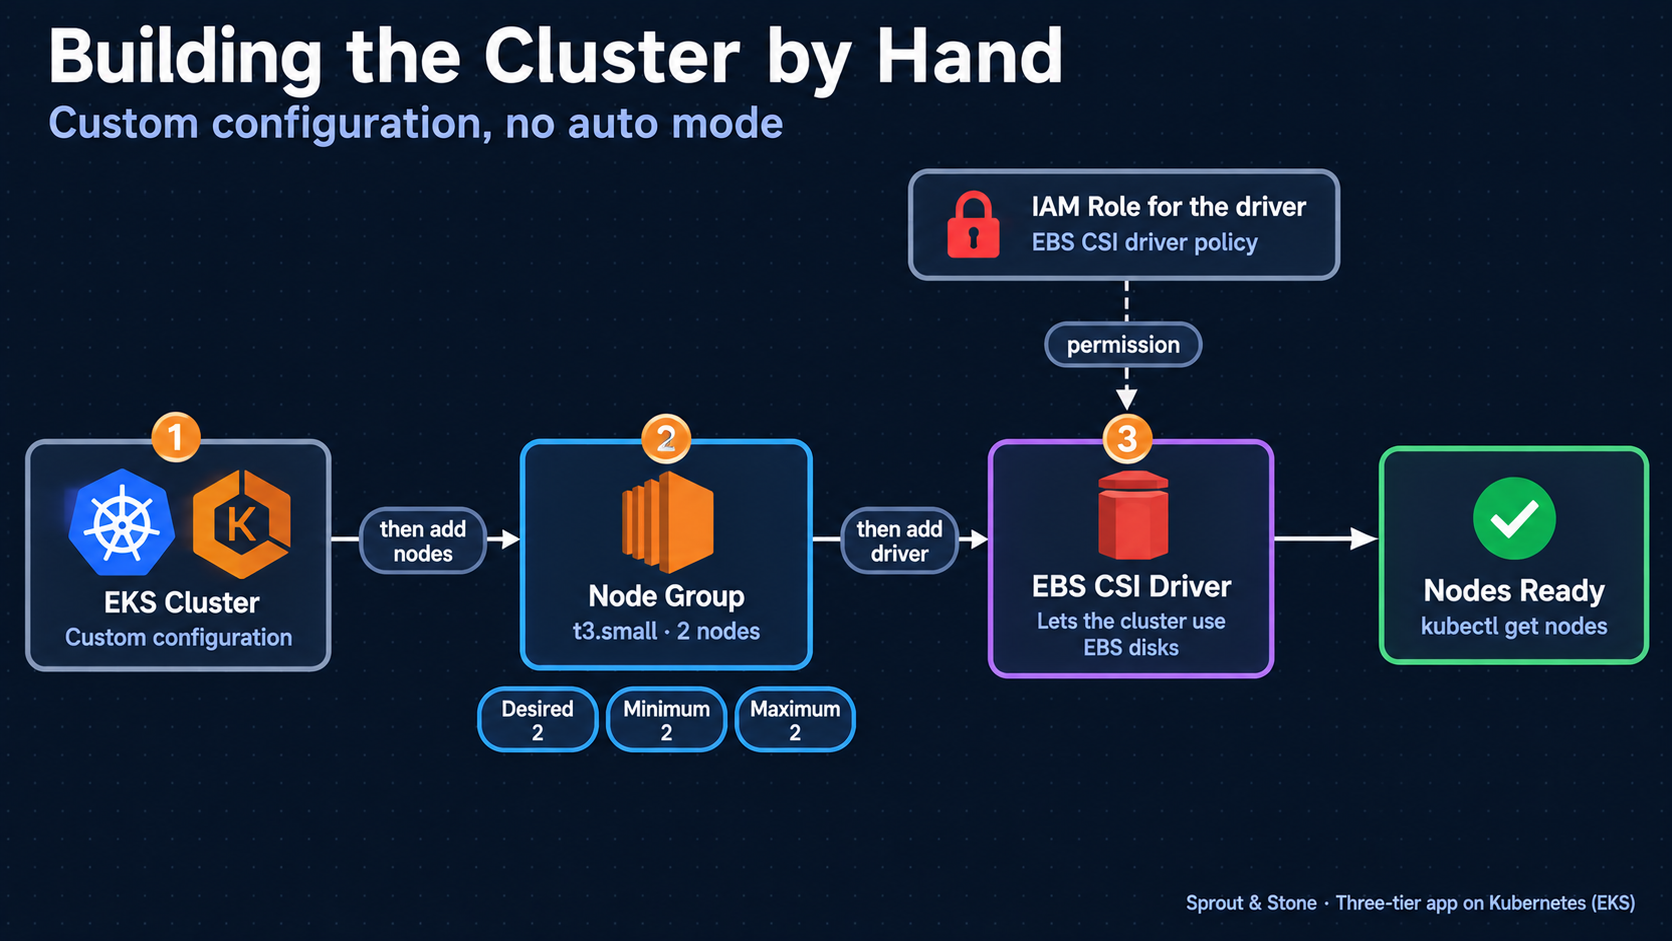 Building the Cluster by Hand
Custom configuration, no auto mode
IAM Role for the driver
EBS CSI driver policy
permission
1
K
EKS Cluster
Custom configuration
then add
nodes
2
Node Group
t3.small · 2 nodes
Desired
2
Minimum
2
Maximum
2
then add
driver
3
EBS CSI Driver
Lets the cluster use
EBS disks
Nodes Ready
kubectl get nodes
Sprout & Stone · Three-tier app on Kubernetes (EKS)